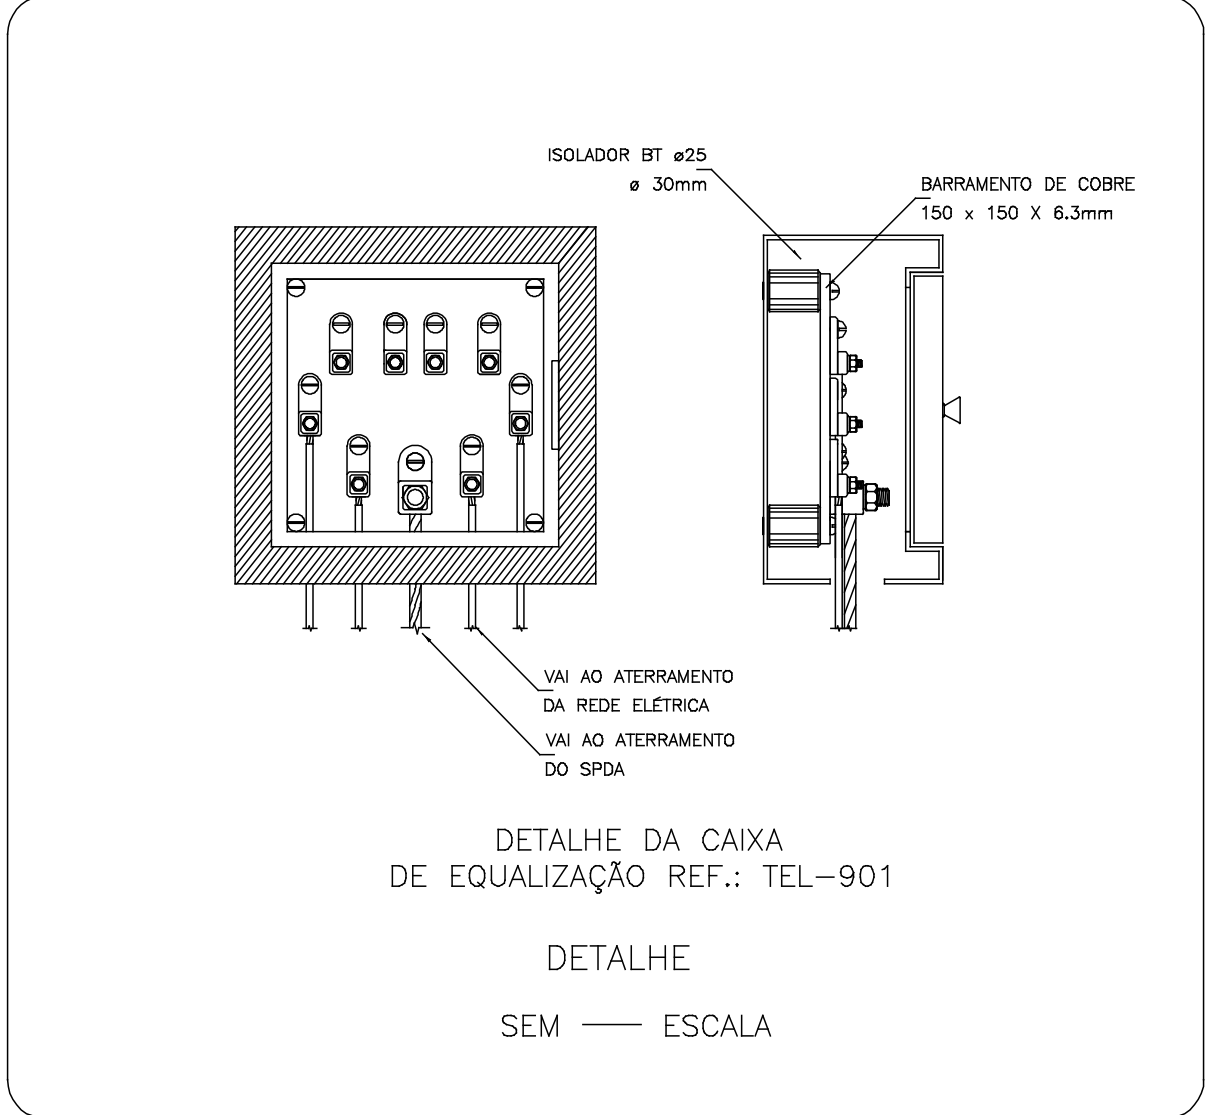 ISOLADOR BT ø25
ø 30mm
BARRAMENTO DE COBRE
150 x 150 X 6.3mm
VAI AO ATERRAMENTO
DA REDE ELÉTRICA
VAI AO ATERRAMENTO
DO SPDA
DETALHE DA CAIXA
DE EQUALIZAÇÃO REF.: TEL-901
DETALHE
SEM — ESCALA